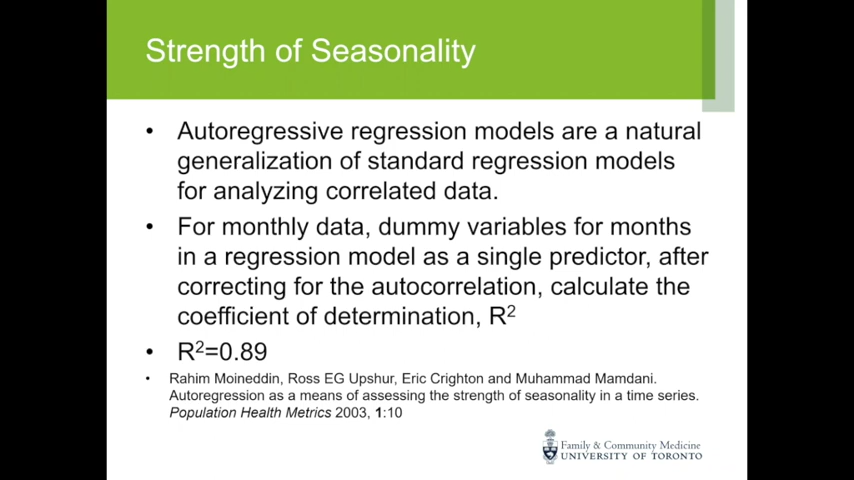 Strength of Seasonality
• Autoregressive regression models are a natural
generalization of standard regression models
for analyzing correlated data.
• For monthly data, dummy variables for months
in a regression model as a single predictor, after
correcting for the autocorrelation, calculate the
coefficient of determination, R²
• R²=0.89
• Rahim Moineddin, Ross EG Upshur, Eric Crighton and Muhammad Mamdani.
Autoregression as a means of assessing the strength of seasonality in a time series.
Population Health Metrics 2003, 1:10
Family & Community Medicine
UNIVERSITY OF TORONTO